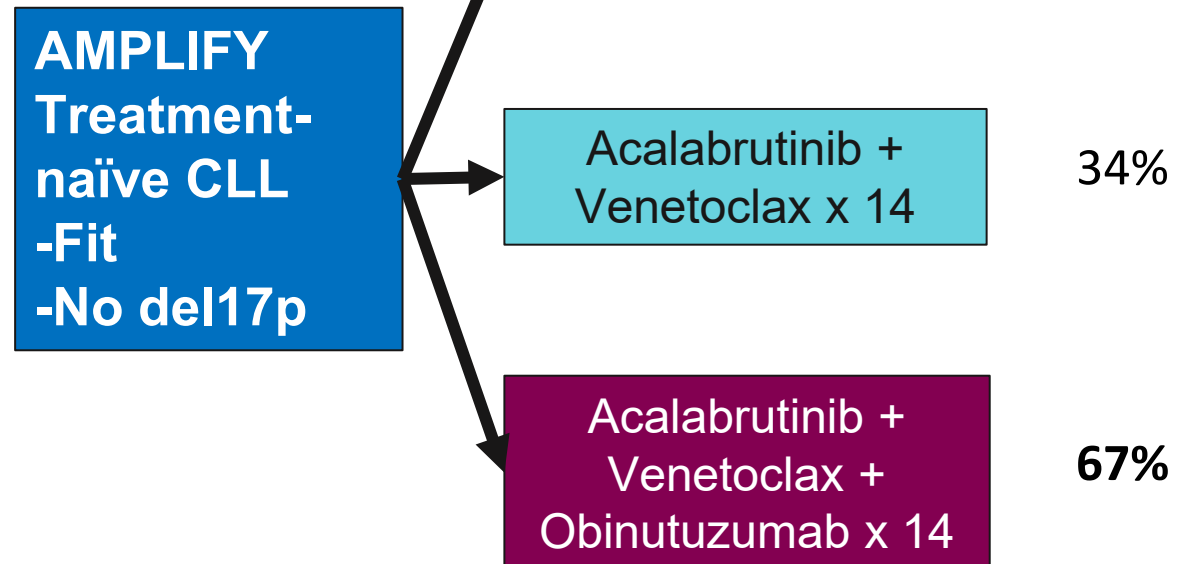 AMPLIFY
Treatment-
naïve CLL
-Fit
-No del17p
Acalabrutinib +
Venetoclax x 14
34%
Acalabrutinib +
Venetoclax +
Obinutuzumab x 14
67%